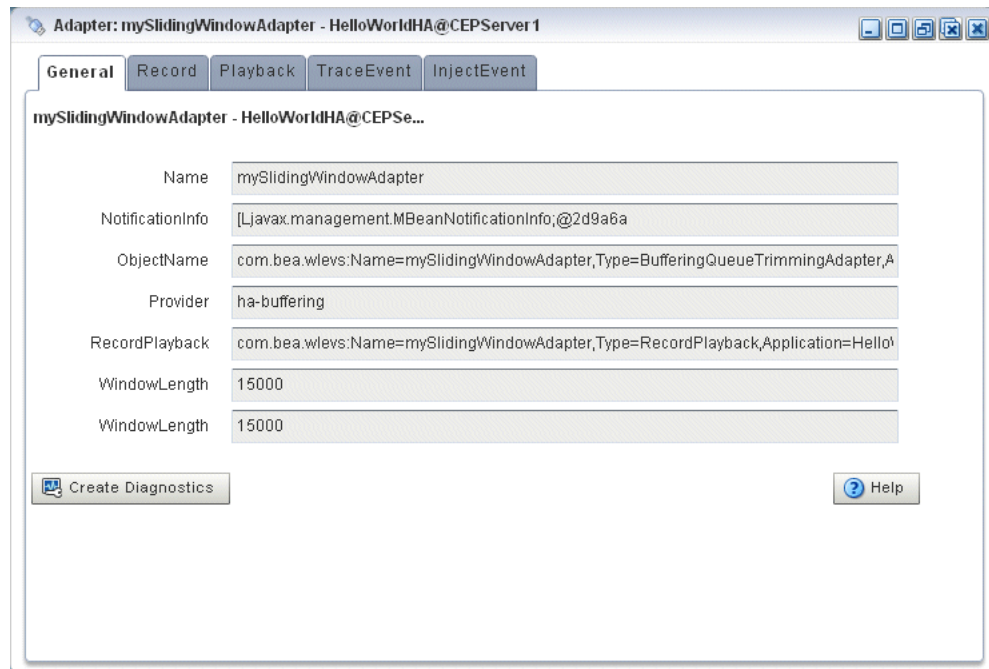 Adapter: mySlidingWindowAdapter - HelloWorldHA@CEPServer1
General Record Playback TraceEvent InjectEvent
mySlidingWindowAdapter - HelloWorldHA@CEPSe...
Name mySlidingWindowAdapter
NotificationInfo [Ljavax.management.MBeanNotificationInfo;@2d9a6a
ObjectName com.bea.wlevs:Name=mySlidingWindowAdapter,Type=BufferingQueueTrimmingAdapter,A
Provider ha-buffering
RecordPlayback com.bea.wlevs:Name=mySlidingWindowAdapter,Type=RecordPlayback,Application=Hello
WindowLength 15000
WindowLength 15000
Create Diagnostics Help